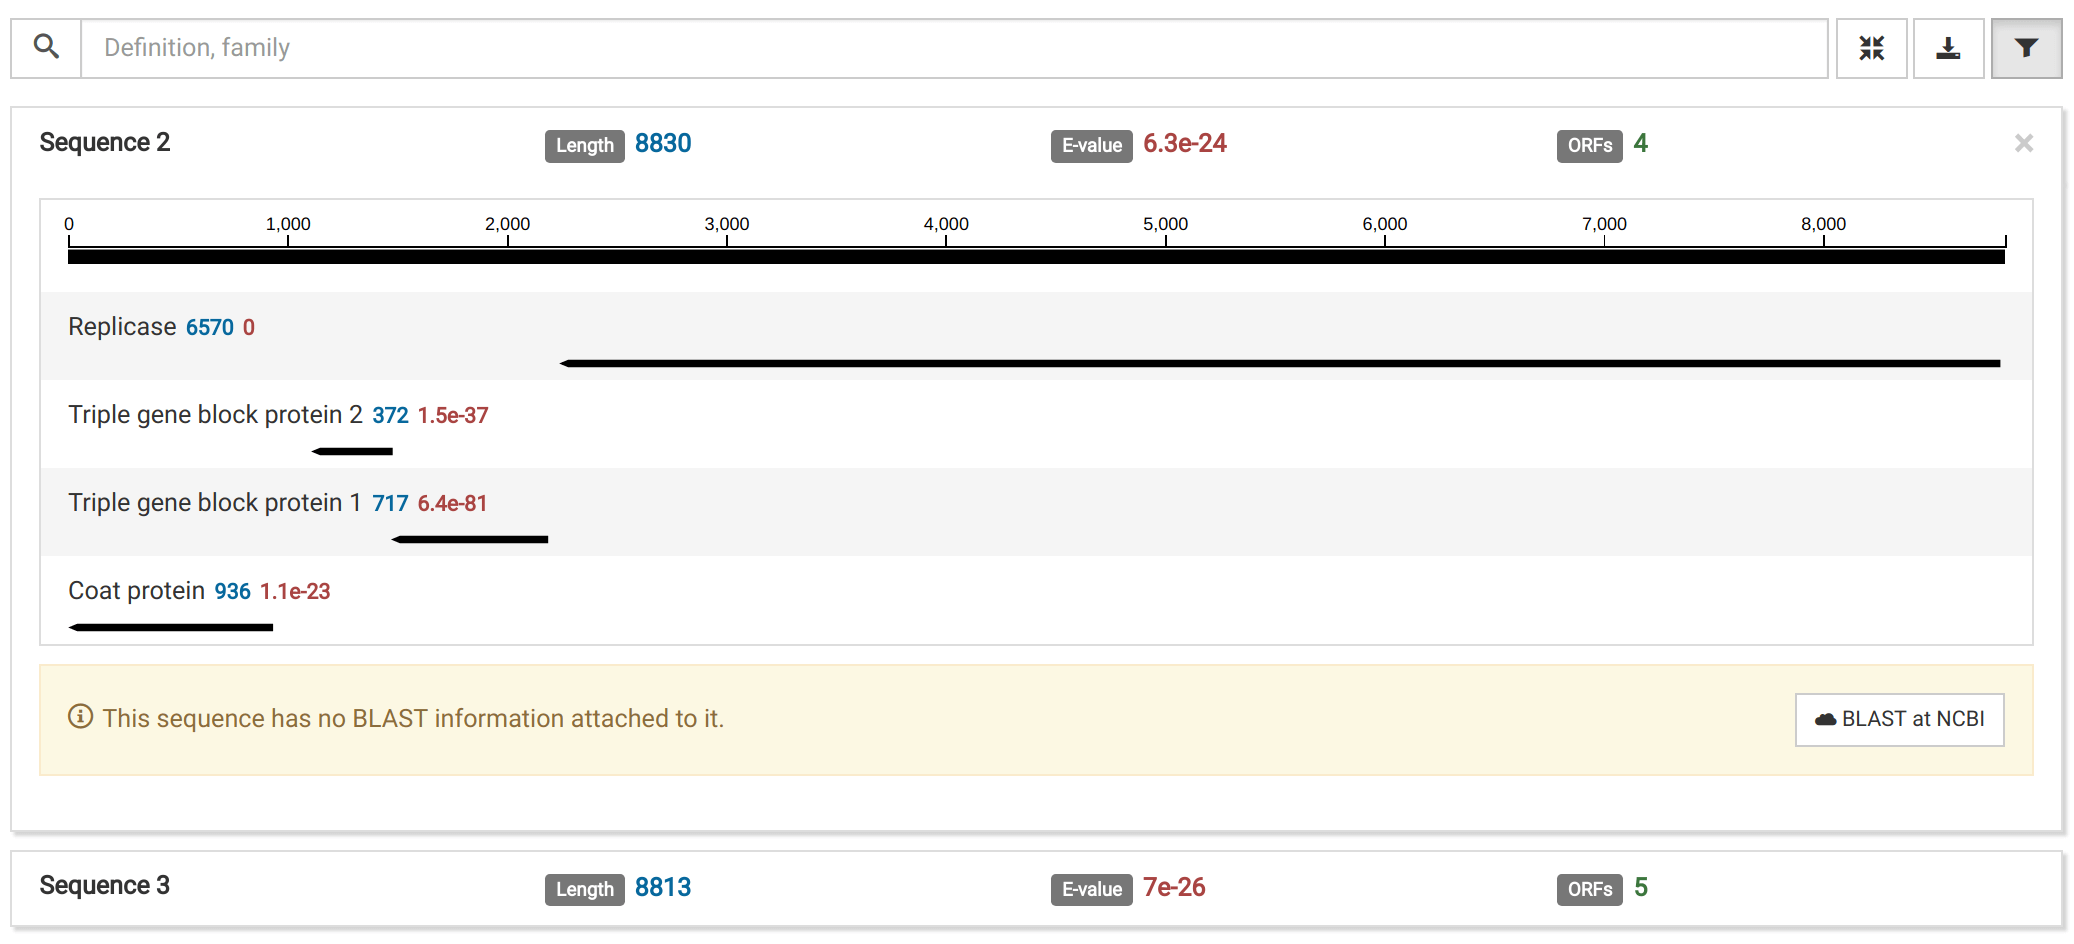 Definition, family
Sequence 2 Length 8830 E-value 6.3e-24 ORFs 4 ×
0 1,000 2,000 3,000 4,000 5,000 6,000 7,000 8,000
Replicase 6570 0
Triple gene block protein 2 372 1.5e-37
Triple gene block protein 1 717 6.4e-81
Coat protein 936 1.1e-23
This sequence has no BLAST information attached to it. BLAST at NCBI
Sequence 3 Length 8813 E-value 7e-26 ORFs 5